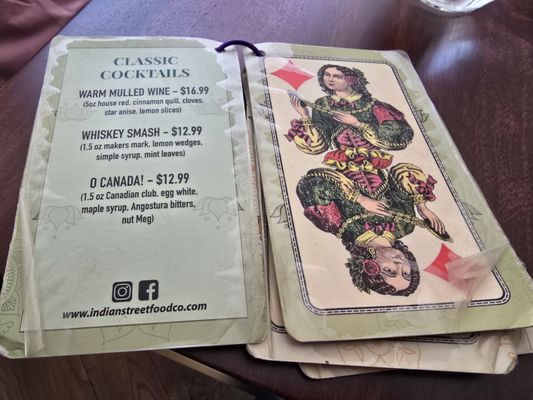 CLASSIC
COCKTAILS
WARM MULLED WINE – $16.99
(5oz house red, cinnamon quill, cloves,
star anise, lemon slices)
WHISKEY SMASH – $12.99
(1.5 oz makers mark, lemon wedges,
simple syrup, mint leaves)
O CANADA! – $12.99
(1.5 oz Canadian club, egg white,
maple syrup, Angostura bitters,
nut Meg)
www.indianstreetfoodco.com